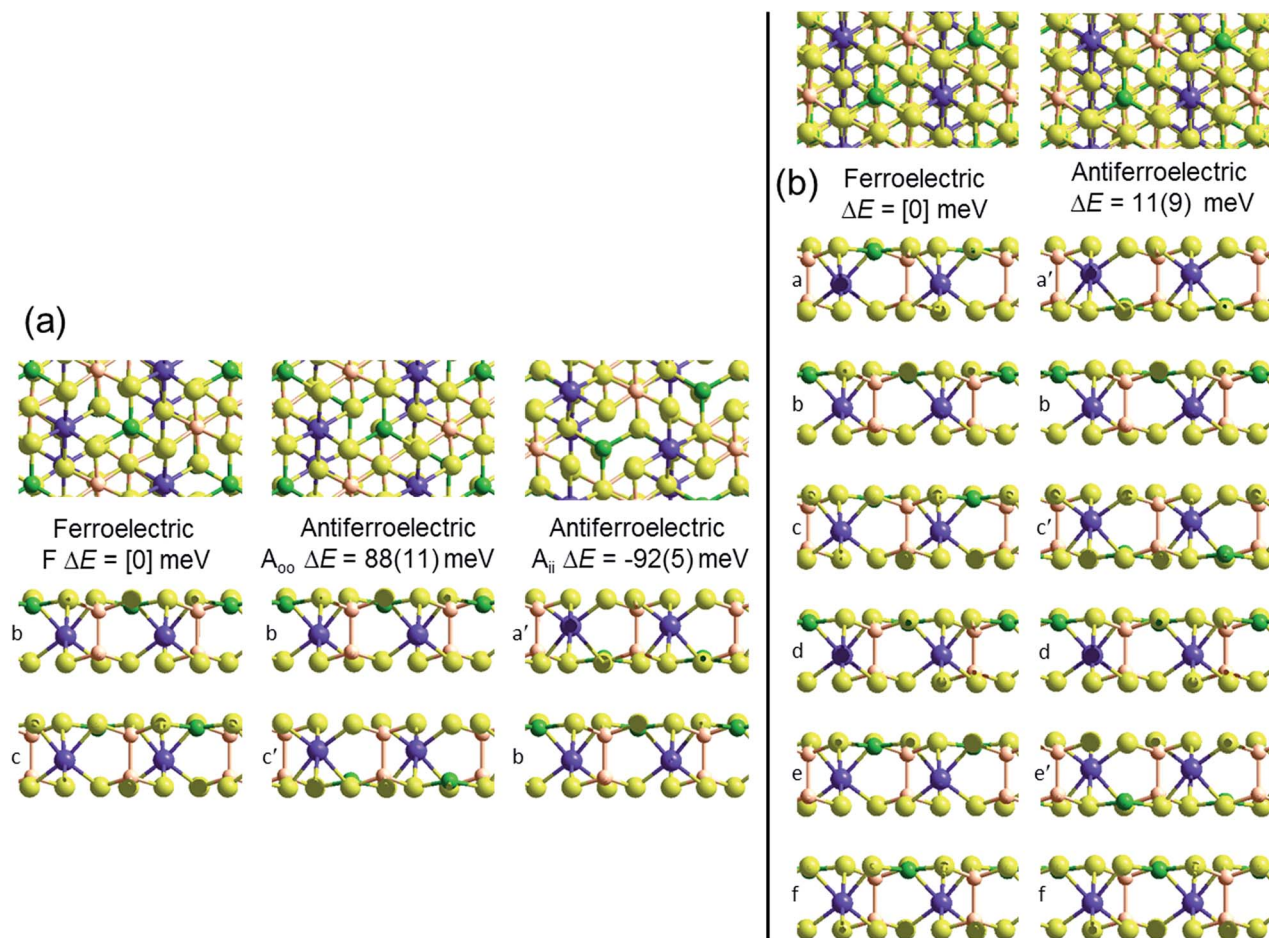 (a)
Ferroelectric
F ΔE = [0] meV
b
c
Antiferroelectric
A_oo ΔE = 88(11) meV
b
c′
Antiferroelectric
A_ii ΔE = -92(5) meV
a′
b
(b)
Ferroelectric
ΔE = [0] meV
a
b
c
d
e
f
Antiferroelectric
ΔE = 11(9) meV
a′
b
c′
d
e′
f